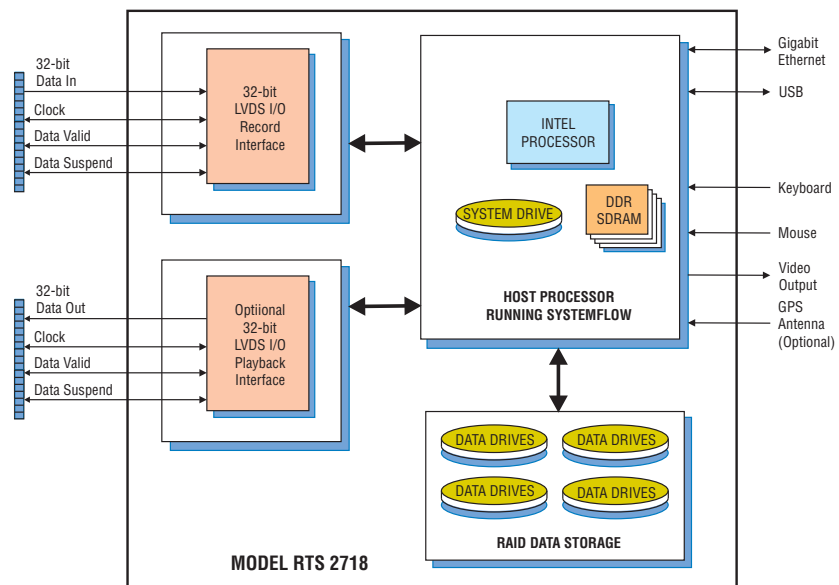 32-bit
Data In
Clock
Data Valid
Data Suspend
32-bit
LVDS I/O
Record
Interface
INTEL
PROCESSOR
SYSTEM DRIVE
DDR
SDRAM
HOST PROCESSOR
RUNNING SYSTEMFLOW
Gigabit
Ethernet
USB
Keyboard
Mouse
Video
Output
GPS
Antenna
(Optional)
32-bit
Data Out
Clock
Data Valid
Data Suspend
Optiional
32-bit
LVDS I/O
Playback
Interface
DATA DRIVES
DATA DRIVES
DATA DRIVES
DATA DRIVES
RAID DATA STORAGE
MODEL RTS 2718